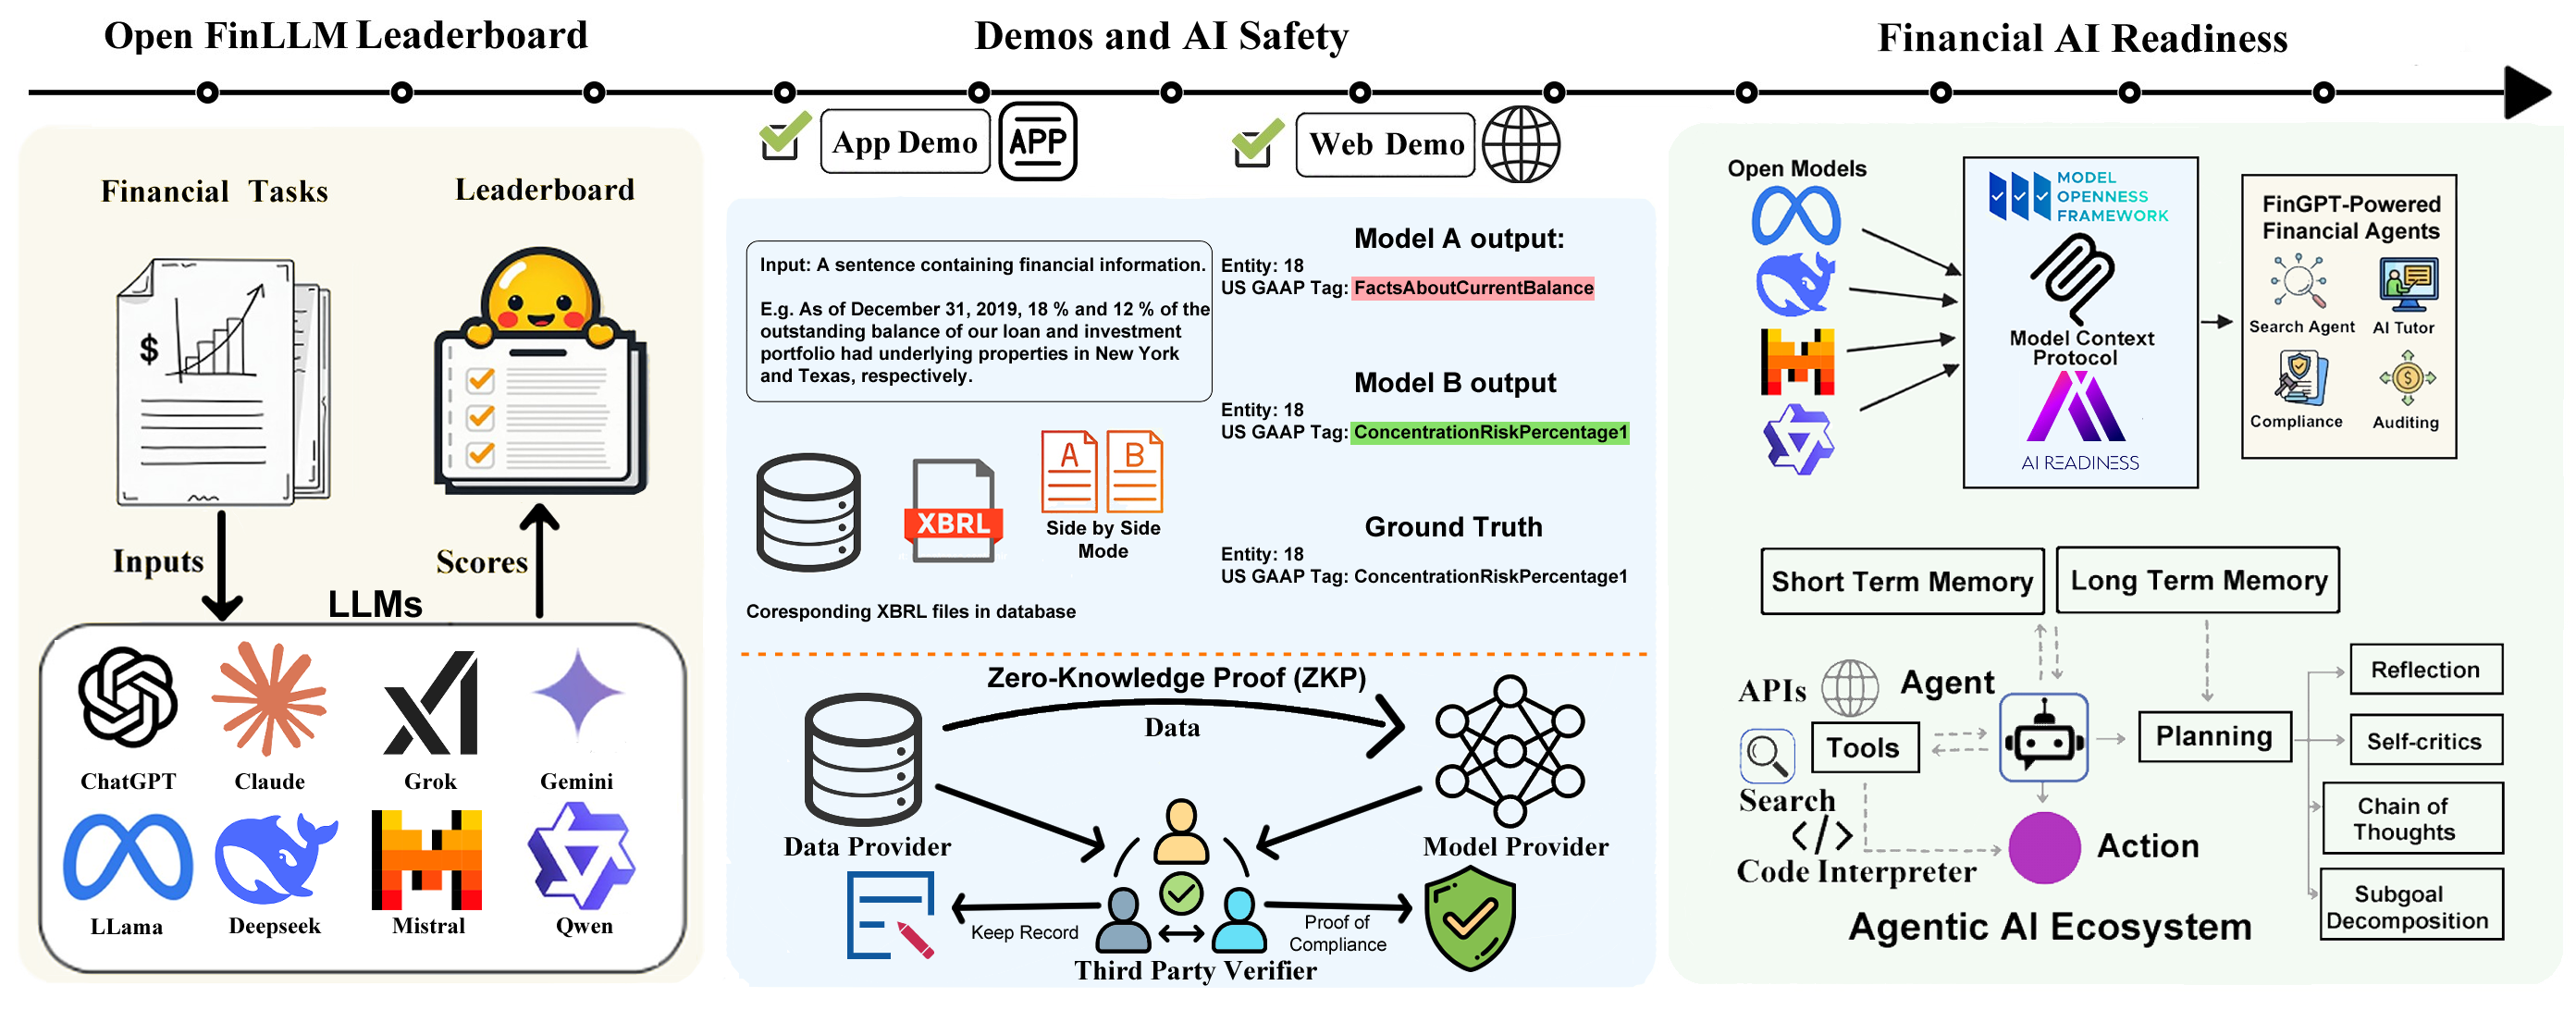 Open FinLLM Leaderboard
Demos and AI Safety
Financial AI Readiness
Financial Tasks
Leaderboard
$
Inputs
Scores
LLMs
ChatGPT
Claude
Grok
Gemini
LLama
Deepseek
Mistral
Qwen
App Demo
APP
Web Demo
Input: A sentence containing financial information.
E.g. As of December 31, 2019, 18 % and 12 % of the
outstanding balance of our loan and investment
portfolio had underlying properties in New York
and Texas, respectively.
XBRL
A
B
Side by Side
Mode
Coresponding XBRL files in database
Model A output:
Entity: 18
US GAAP Tag: FactsAboutCurrentBalance
Model B output
Entity: 18
US GAAP Tag: ConcentrationRiskPercentage1
Ground Truth
Entity: 18
US GAAP Tag: ConcentrationRiskPercentage1
Zero-Knowledge Proof (ZKP)
Data
Data Provider
Model Provider
Keep Record
Proof of
Compliance
Third Party Verifier
Open Models
MODEL
OPENNESS
FRAMEWORK
Model Context
Protocol
AI READINESS
FinGPT-Powered
Financial Agents
Search Agent
AI Tutor
$
Compliance
Auditing
Short Term Memory
Long Term Memory
APIs
Agent
Tools
Search
</>
Code Interpreter
Planning
Action
Reflection
Self-critics
Chain of
Thoughts
Subgoal
Decomposition
Agentic AI Ecosystem